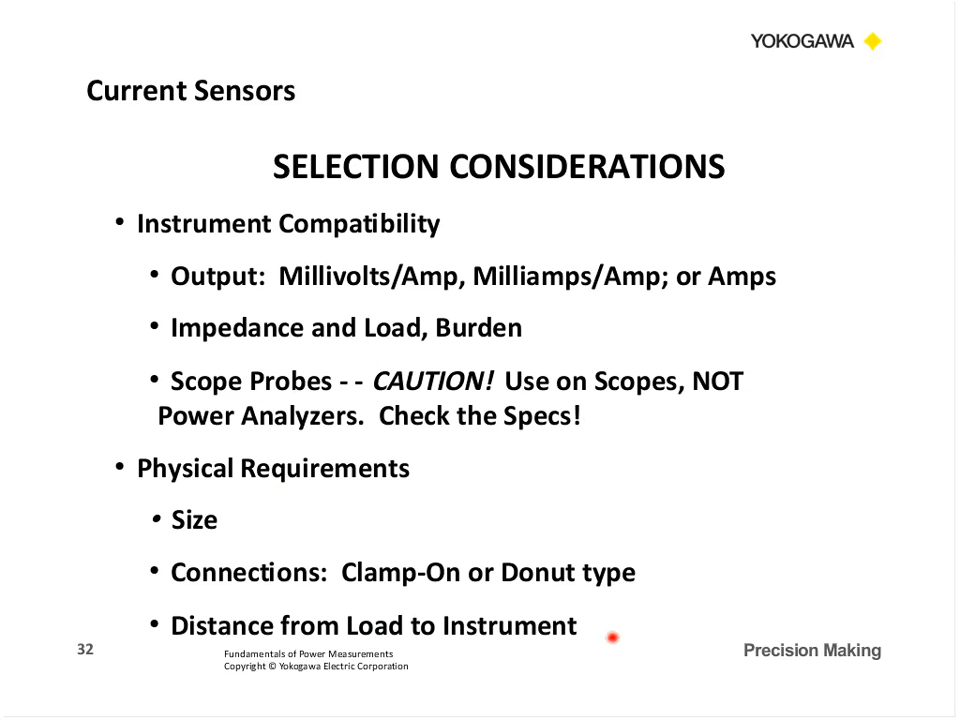 YOKOGAWA
Current Sensors
SELECTION CONSIDERATIONS
• Instrument Compatibility
• Output: Millivolts/Amp, Milliamps/Amp; or Amps
• Impedance and Load, Burden
• Scope Probes - - CAUTION! Use on Scopes, NOT
Power Analyzers. Check the Specs!
• Physical Requirements
• Size
• Connections: Clamp-On or Donut type
• Distance from Load to Instrument
32
Fundamentals of Power Measurements
Copyright © Yokogawa Electric Corporation
Precision Making